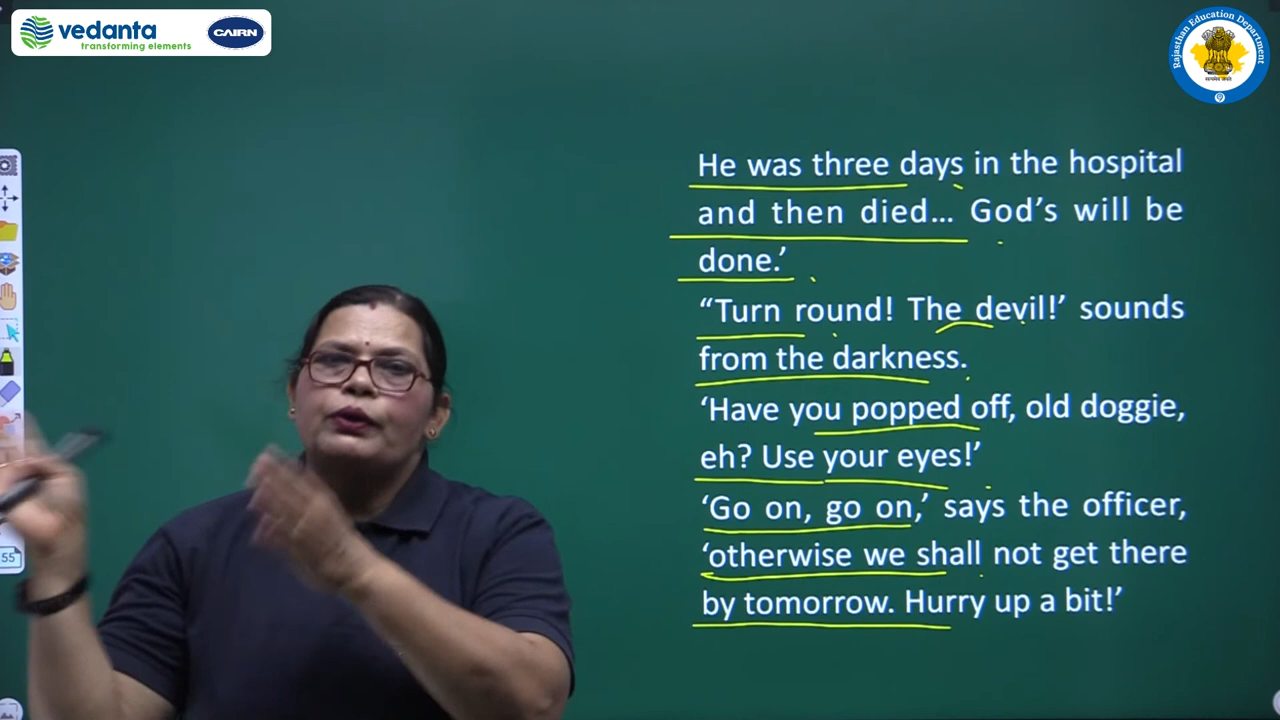 vedanta
transforming elements
CAIRN
Rajasthan Education Department
He was three days in the hospital
and then died... God's will be
done.’
“Turn round! The devil!’ sounds
from the darkness.
‘Have you popped off, old doggie,
eh? Use your eyes!’
‘Go on, go on,’ says the officer,
‘otherwise we shall not get there
by tomorrow. Hurry up a bit!’
55